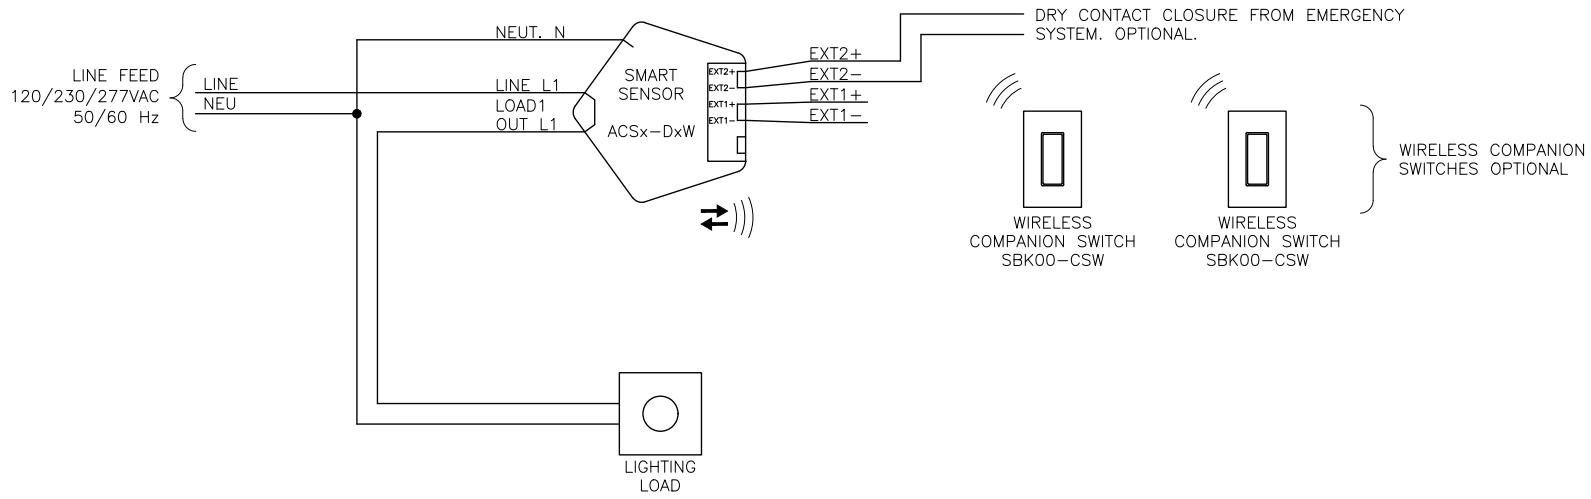 DRY CONTACT CLOSURE FROM EMERGENCY
SYSTEM. OPTIONAL.
NEUT. N
EXT2+
EXT2-
EXT1+
EXT1-
LINE FEED
120/230/277VAC
50/60 Hz
LINE
NEU
LINE L1
LOAD1
OUT L1
SMART
SENSOR
ACSx-DxW
EXT2+
EXT2-
EXT1+
EXT1-
WIRELESS COMPANION
SWITCHES OPTIONAL
WIRELESS
COMPANION SWITCH
SBK00-CSW
WIRELESS
COMPANION SWITCH
SBK00-CSW
LIGHTING
LOAD